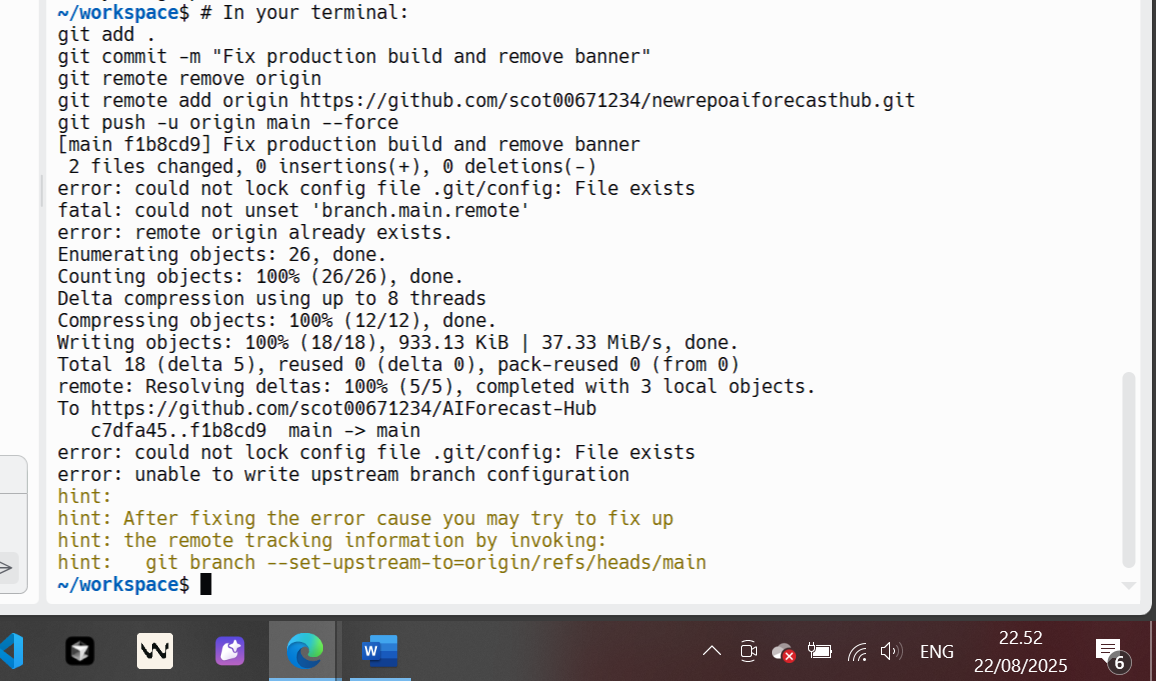 ~/workspace$ # In your terminal:
git add .
git commit -m "Fix production build and remove banner"
git remote remove origin
git remote add origin https://github.com/scot00671234/newrepoaiforecasthub.git
git push -u origin main --force
[main f1b8cd9] Fix production build and remove banner
 2 files changed, 0 insertions(+), 0 deletions(-)
error: could not lock config file .git/config: File exists
fatal: could not unset 'branch.main.remote'
error: remote origin already exists.
Enumerating objects: 26, done.
Counting objects: 100% (26/26), done.
Delta compression using up to 8 threads
Compressing objects: 100% (12/12), done.
Writing objects: 100% (18/18), 933.13 KiB | 37.33 MiB/s, done.
Total 18 (delta 5), reused 0 (delta 0), pack-reused 0 (from 0)
remote: Resolving deltas: 100% (5/5), completed with 3 local objects.
To https://github.com/scot00671234/AIForecast-Hub
   c7dfa45..f1b8cd9  main -> main
error: could not lock config file .git/config: File exists
error: unable to write upstream branch configuration
hint:
hint: After fixing the error cause you may try to fix up
hint: the remote tracking information by invoking:
hint:   git branch --set-upstream-to=origin/refs/heads/main
~/workspace$
W
ENG
22.52
22/08/2025
6